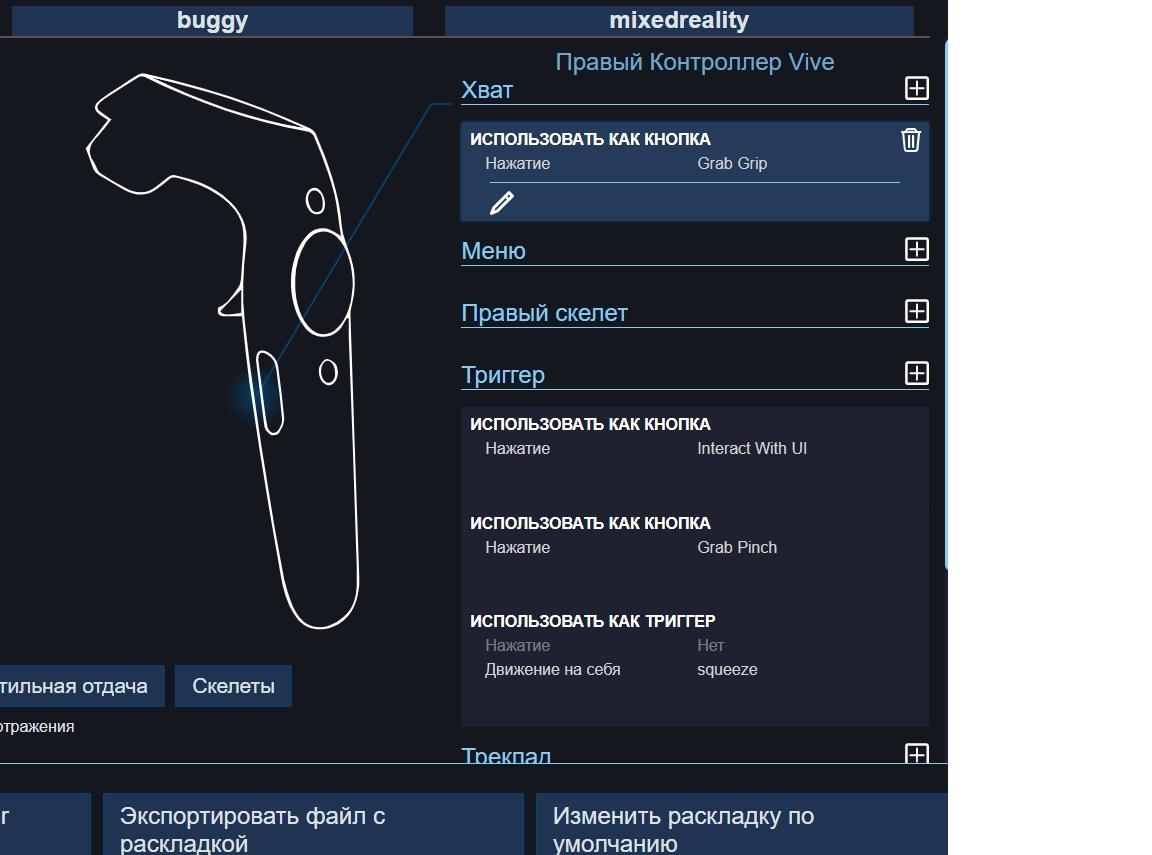 buggy
mixedreality
Правый Контроллер Vive
Хват
ИСПОЛЬЗОВАТЬ КАК КНОПКА
Нажатие Grab Grip
Меню
Правый скелет
Триггер
ИСПОЛЬЗОВАТЬ КАК КНОПКА
Нажатие Interact With UI
ИСПОЛЬЗОВАТЬ КАК КНОПКА
Нажатие Grab Pinch
ИСПОЛЬЗОВАТЬ КАК ТРИГГЕР
Нажатие Нет
Движение на себя squeeze
тильная отдача
Скелеты
отражения
Трекпад
r
Экспортировать файл с
раскладкой
Изменить раскладку по
умолчанию